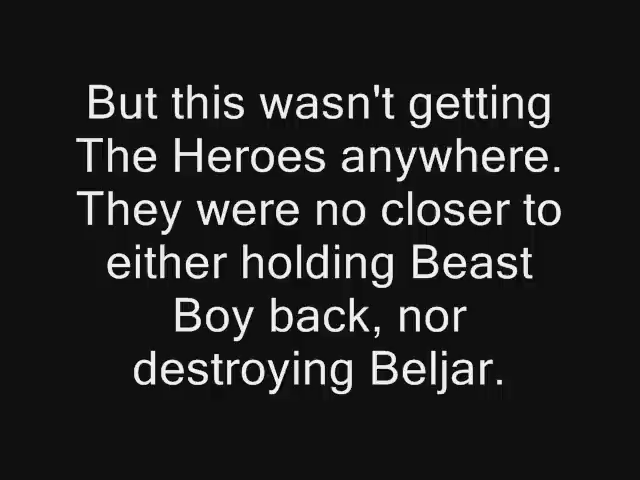 But this wasn't getting
The Heroes anywhere.
They were no closer to
either holding Beast
Boy back, nor
destroying Beljar.